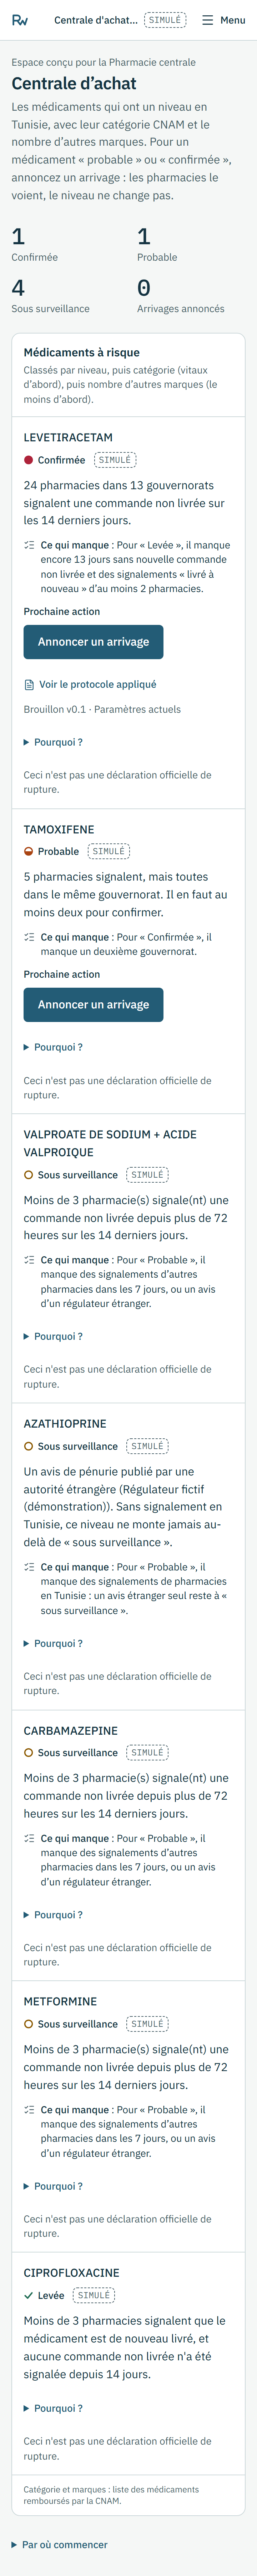 Rw Centrale d'achat... SIMULÉ Menu
Espace conçu pour la Pharmacie centrale
Centrale d’achat
Les médicaments qui ont un niveau en
Tunisie, avec leur catégorie CNAM et le
nombre d’autres marques. Pour un
médicament « probable » ou « confirmée »,
annoncez un arrivage : les pharmacies le
voient, le niveau ne change pas.
1 1
Confirmée Probable
4 0
Sous surveillance Arrivages annoncés
Médicaments à risque
Classés par niveau, puis catégorie (vitaux
d’abord), puis nombre d’autres marques (le
moins d’abord).
LEVETIRACETAM
Confirmée SIMULÉ
24 pharmacies dans 13 gouvernorats
signalent une commande non livrée sur
les 14 derniers jours.
Ce qui manque : Pour « Levée », il manque
encore 13 jours sans nouvelle commande
non livrée et des signalements « livré à
nouveau » d’au moins 2 pharmacies.
Prochaine action
Annoncer un arrivage
Voir le protocole appliqué
Brouillon v0.1 · Paramètres actuels
Pourquoi ?
Ceci n'est pas une déclaration officielle de
rupture.
TAMOXIFENE
Probable SIMULÉ
5 pharmacies signalent, mais toutes
dans le même gouvernorat. Il en faut au
moins deux pour confirmer.
Ce qui manque : Pour « Confirmée », il
manque un deuxième gouvernorat.
Prochaine action
Annoncer un arrivage
Pourquoi ?
Ceci n'est pas une déclaration officielle de
rupture.
VALPROATE DE SODIUM + ACIDE
VALPROIQUE
Sous surveillance SIMULÉ
Moins de 3 pharmacie(s) signale(nt) une
commande non livrée depuis plus de 72
heures sur les 14 derniers jours.
Ce qui manque : Pour « Probable », il
manque des signalements d’autres
pharmacies dans les 7 jours, ou un avis
d’un régulateur étranger.
Pourquoi ?
Ceci n'est pas une déclaration officielle de
rupture.
AZATHIOPRINE
Sous surveillance SIMULÉ
Un avis de pénurie publié par une
autorité étrangère (Régulateur fictif
(démonstration)). Sans signalement en
Tunisie, ce niveau ne monte jamais au-
delà de « sous surveillance ».
Ce qui manque : Pour « Probable », il
manque des signalements de pharmacies
en Tunisie : un avis étranger seul reste à «
sous surveillance ».
Pourquoi ?
Ceci n'est pas une déclaration officielle de
rupture.
CARBAMAZEPINE
Sous surveillance SIMULÉ
Moins de 3 pharmacie(s) signale(nt) une
commande non livrée depuis plus de 72
heures sur les 14 derniers jours.
Ce qui manque : Pour « Probable », il
manque des signalements d’autres
pharmacies dans les 7 jours, ou un avis
d’un régulateur étranger.
Pourquoi ?
Ceci n'est pas une déclaration officielle de
rupture.
METFORMINE
Sous surveillance SIMULÉ
Moins de 3 pharmacie(s) signale(nt) une
commande non livrée depuis plus de 72
heures sur les 14 derniers jours.
Ce qui manque : Pour « Probable », il
manque des signalements d’autres
pharmacies dans les 7 jours, ou un avis
d’un régulateur étranger.
Pourquoi ?
Ceci n'est pas une déclaration officielle de
rupture.
CIPROFLOXACINE
Levée SIMULÉ
Moins de 3 pharmacies signalent que le
médicament est de nouveau livré, et
aucune commande non livrée n'a été
signalée depuis 14 jours.
Pourquoi ?
Ceci n'est pas une déclaration officielle de
rupture.
Catégorie et marques : liste des médicaments
remboursés par la CNAM.
Par où commencer